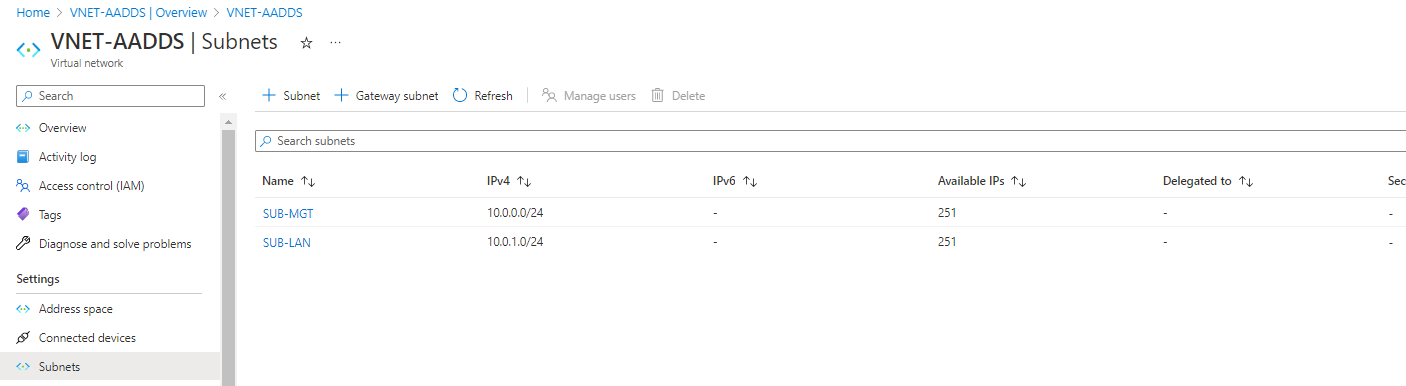 Home > VNET-AADDS | Overview > VNET-AADDS
VNET-AADDS | Subnets ☆ ...
Virtual network
Search «
Overview
Activity log
Access control (IAM)
Tags
Diagnose and solve problems
Settings
Address space
Connected devices
Subnets
+ Subnet + Gateway subnet Refresh Manage users Delete
Search subnets
Name ↑↓ IPv4 ↑↓ IPv6 ↑↓ Available IPs ↑↓ Delegated to ↑↓ Sec
SUB-MGT 10.0.0.0/24 - 251 - -
SUB-LAN 10.0.1.0/24 - 251 - -